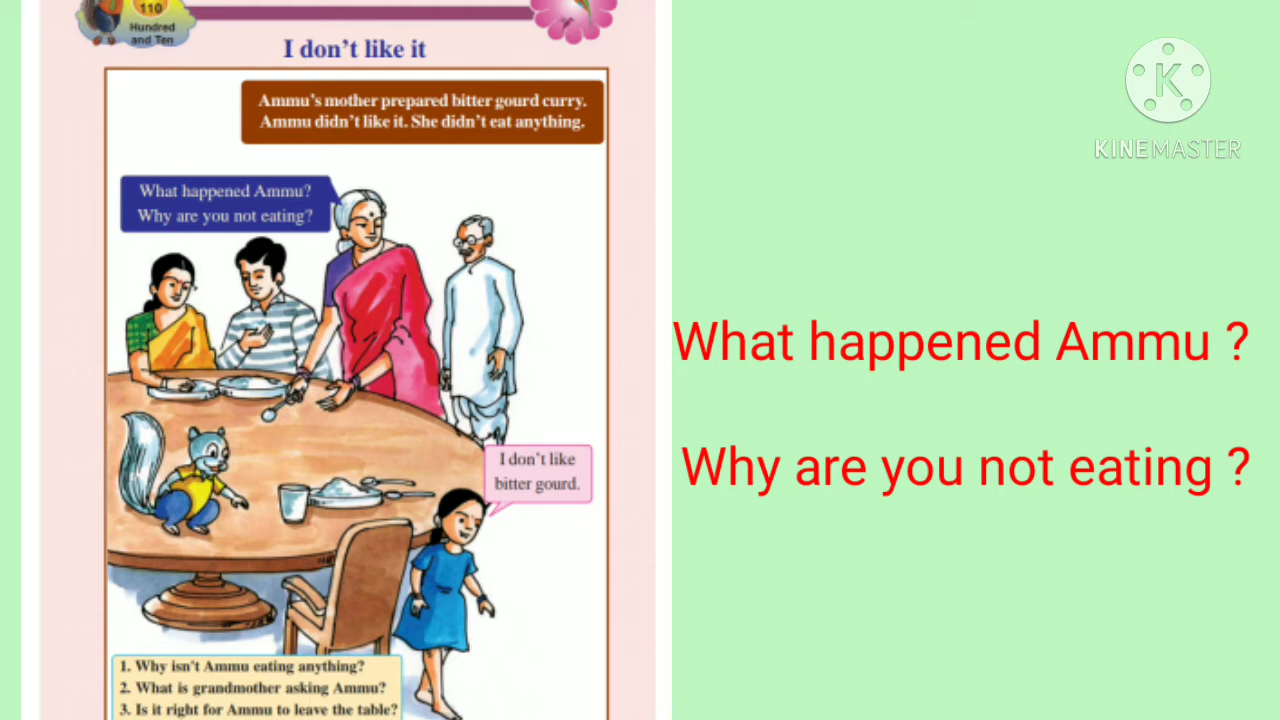 110
Hundred
and Ten
I don't like it
Ammu's mother prepared bitter gourd curry.
Ammu didn't like it. She didn't eat anything.
What happened Ammu?
Why are you not eating?
I don't like
bitter gourd.
1. Why isn't Ammu eating anything?
2. What is grandmother asking Ammu?
3. Is it right for Ammu to leave the table?
K
KINEMASTER
What happened Ammu ?
Why are you not eating ?